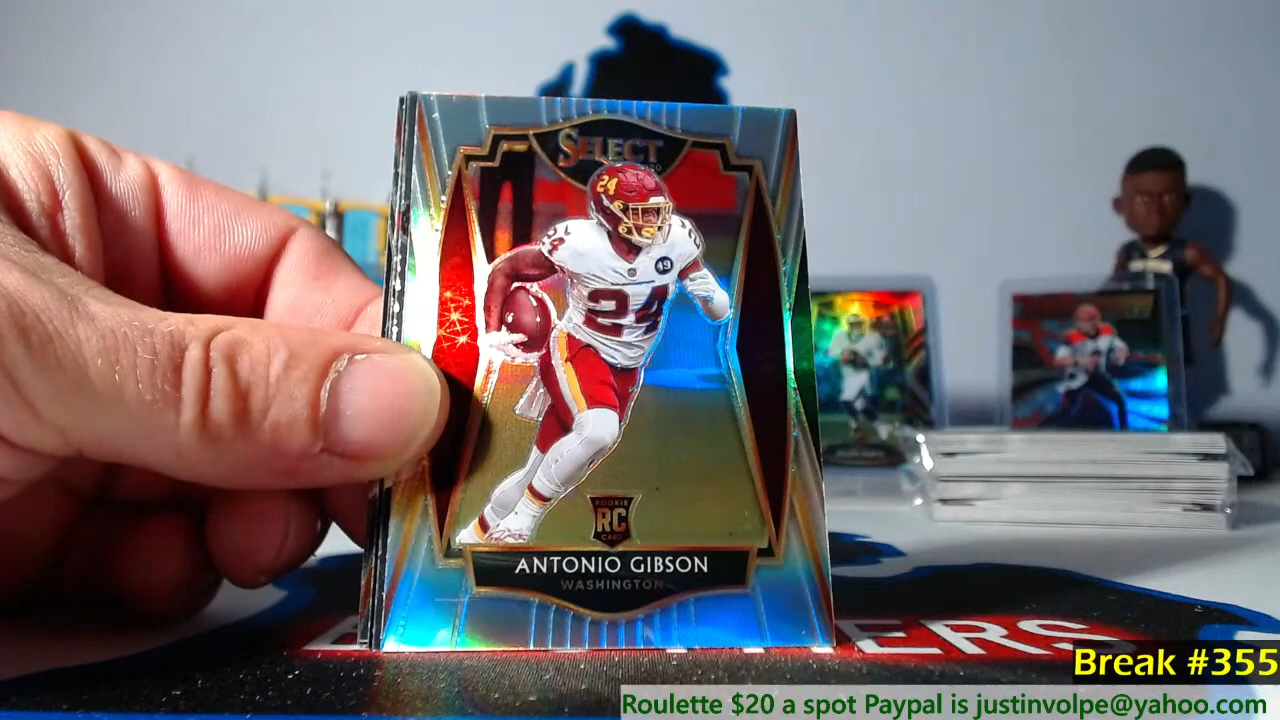 SELECT
24
24
49
24
ROOKIE
RC
CARD
ANTONIO GIBSON
WASHINGTON
ERS
Break #355
Roulette $20 a spot Paypal is justinvolpe@yahoo.com